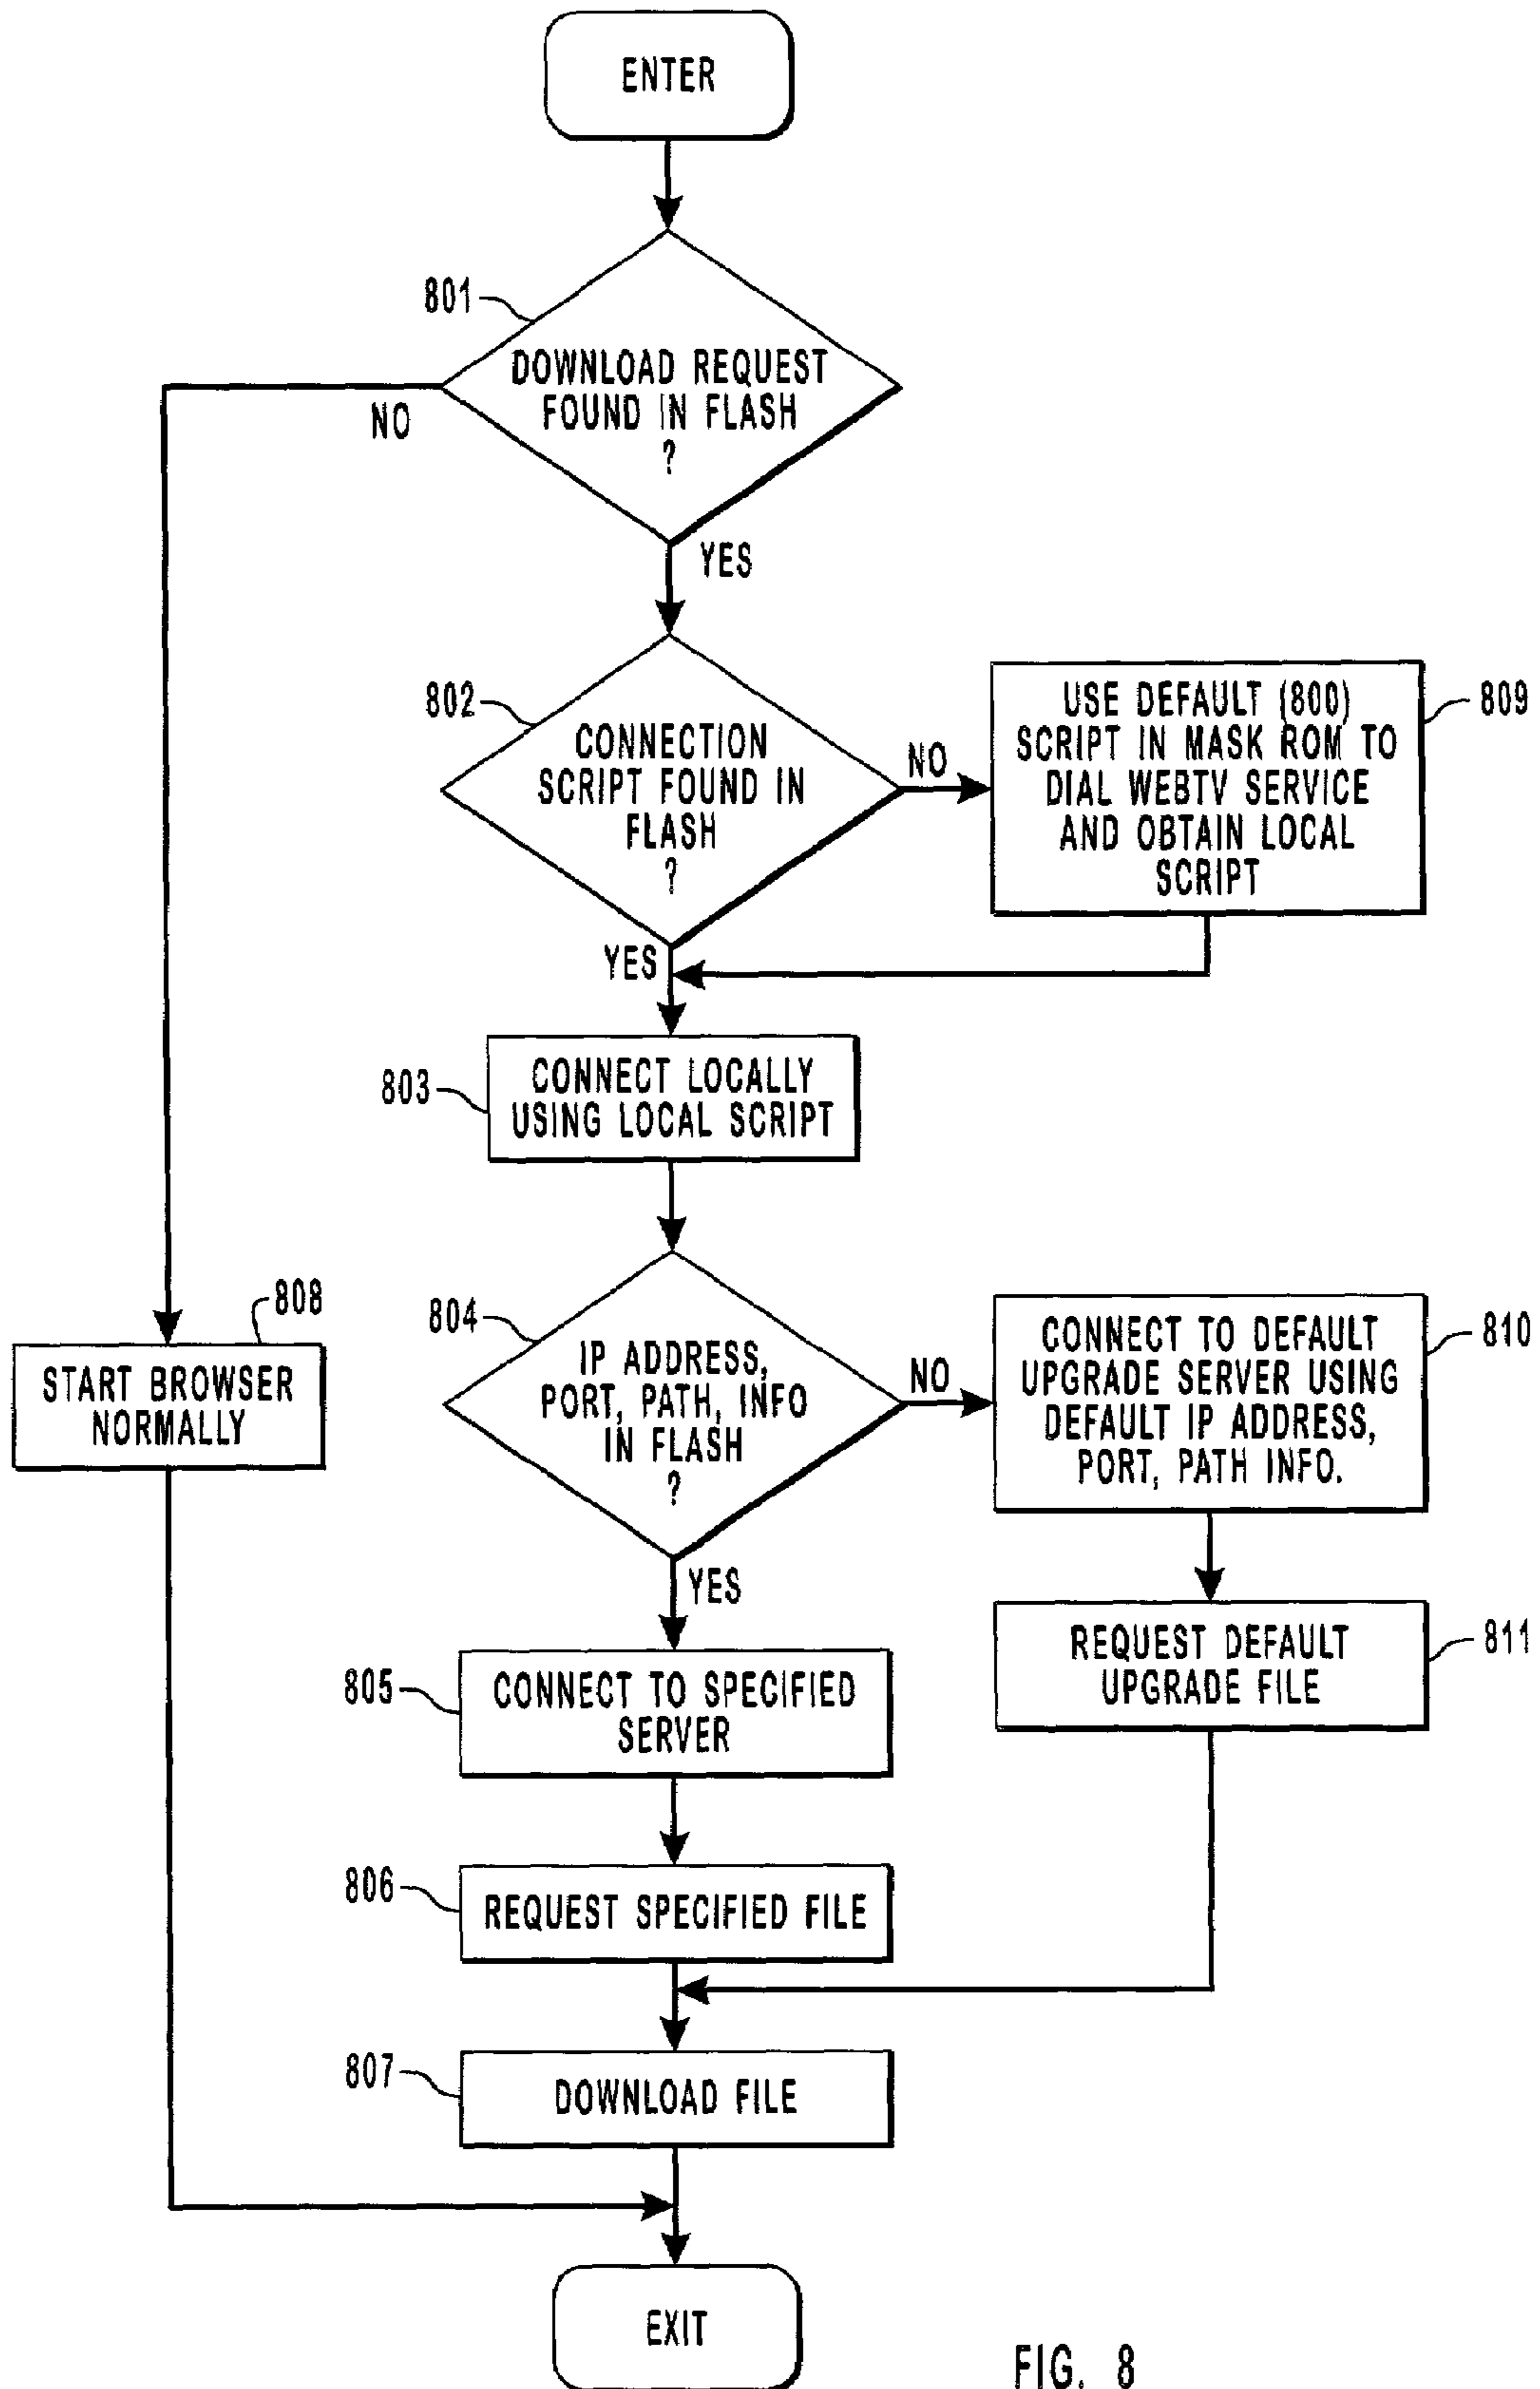 ENTER
801
DOWNLOAD REQUEST
FOUND IN FLASH
?
NO
YES
802
CONNECTION
SCRIPT FOUND IN
FLASH
?
NO
YES
USE DEFAULT (800)
SCRIPT IN MASK ROM TO
DIAL WEBTV SERVICE
AND OBTAIN LOCAL
SCRIPT
809
803
CONNECT LOCALLY
USING LOCAL SCRIPT
808
START BROWSER
NORMALLY
804
IP ADDRESS,
PORT, PATH, INFO
IN FLASH
?
NO
YES
CONNECT TO DEFAULT
UPGRADE SERVER USING
DEFAULT IP ADDRESS,
PORT, PATH INFO.
810
REQUEST DEFAULT
UPGRADE FILE
811
805
CONNECT TO SPECIFIED
SERVER
806
REQUEST SPECIFIED FILE
807
DOWNLOAD FILE
EXIT
FIG. 8